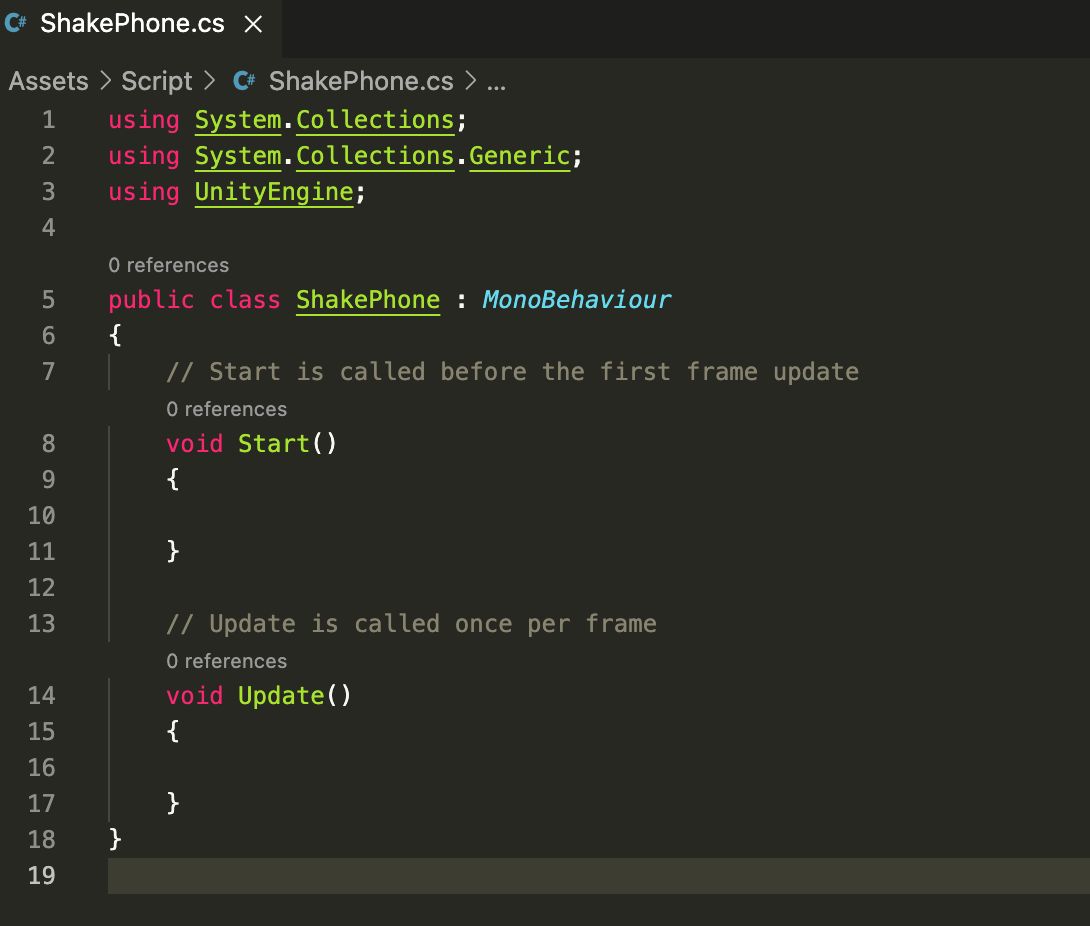 C# ShakePhone.cs ×
Assets > Script > C# ShakePhone.cs > ...
1 using System.Collections;
2 using System.Collections.Generic;
3 using UnityEngine;
4
0 references
5 public class ShakePhone : MonoBehaviour
6 {
7 // Start is called before the first frame update
0 references
8 void Start()
9 {
10
11 }
12
13 // Update is called once per frame
0 references
14 void Update()
15 {
16
17 }
18 }
19